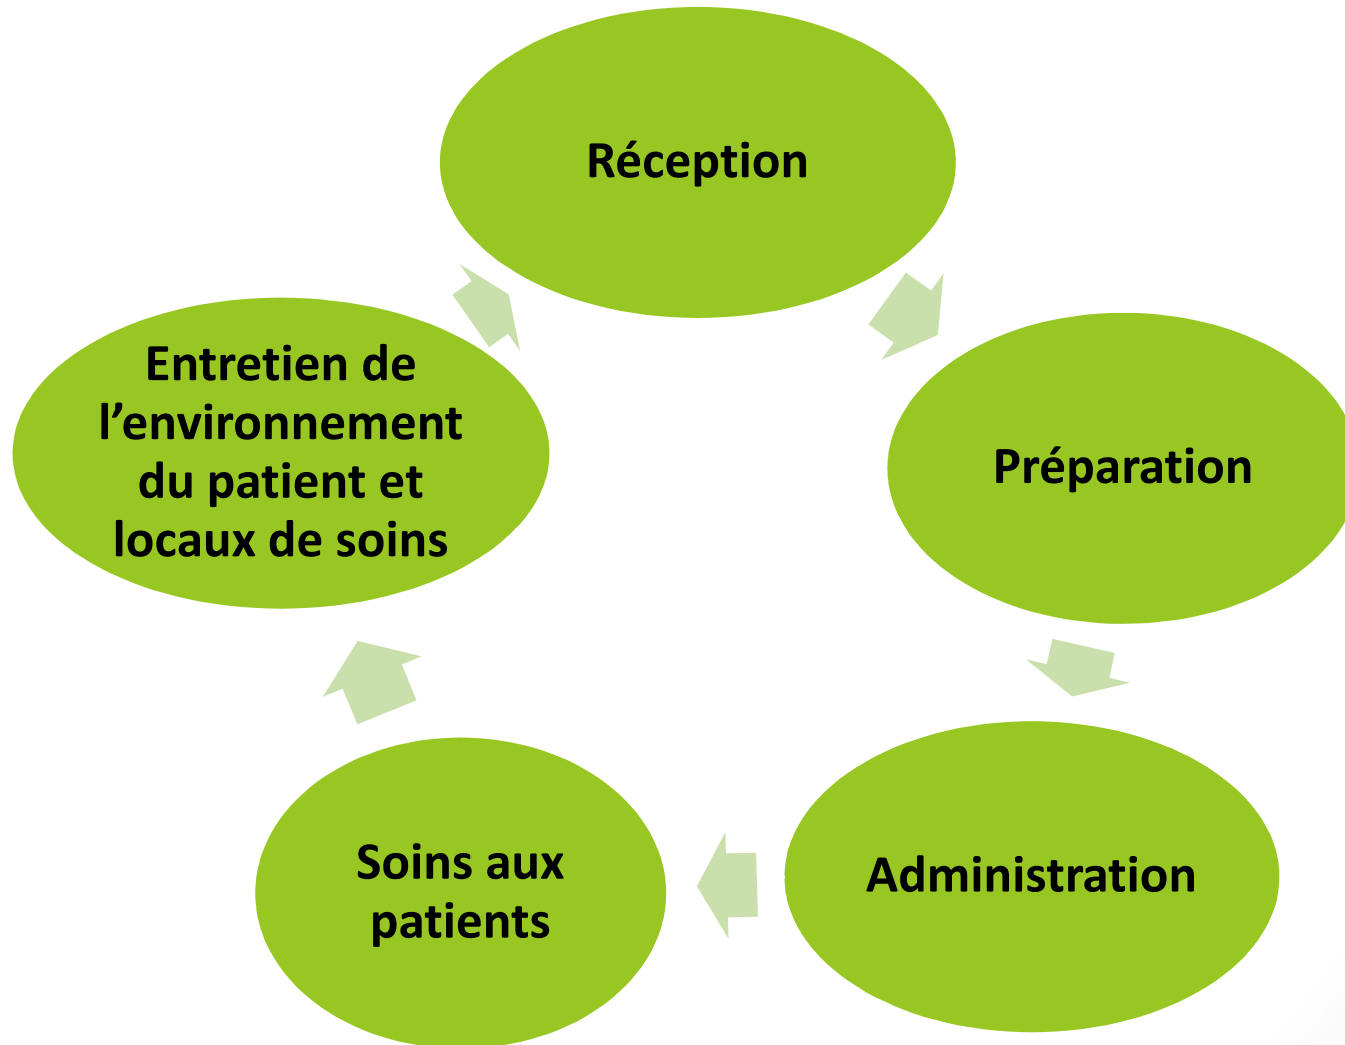 Réception
Préparation
Administration
Soins aux
patients
Entretien de
l’environnement
du patient et
locaux de soins